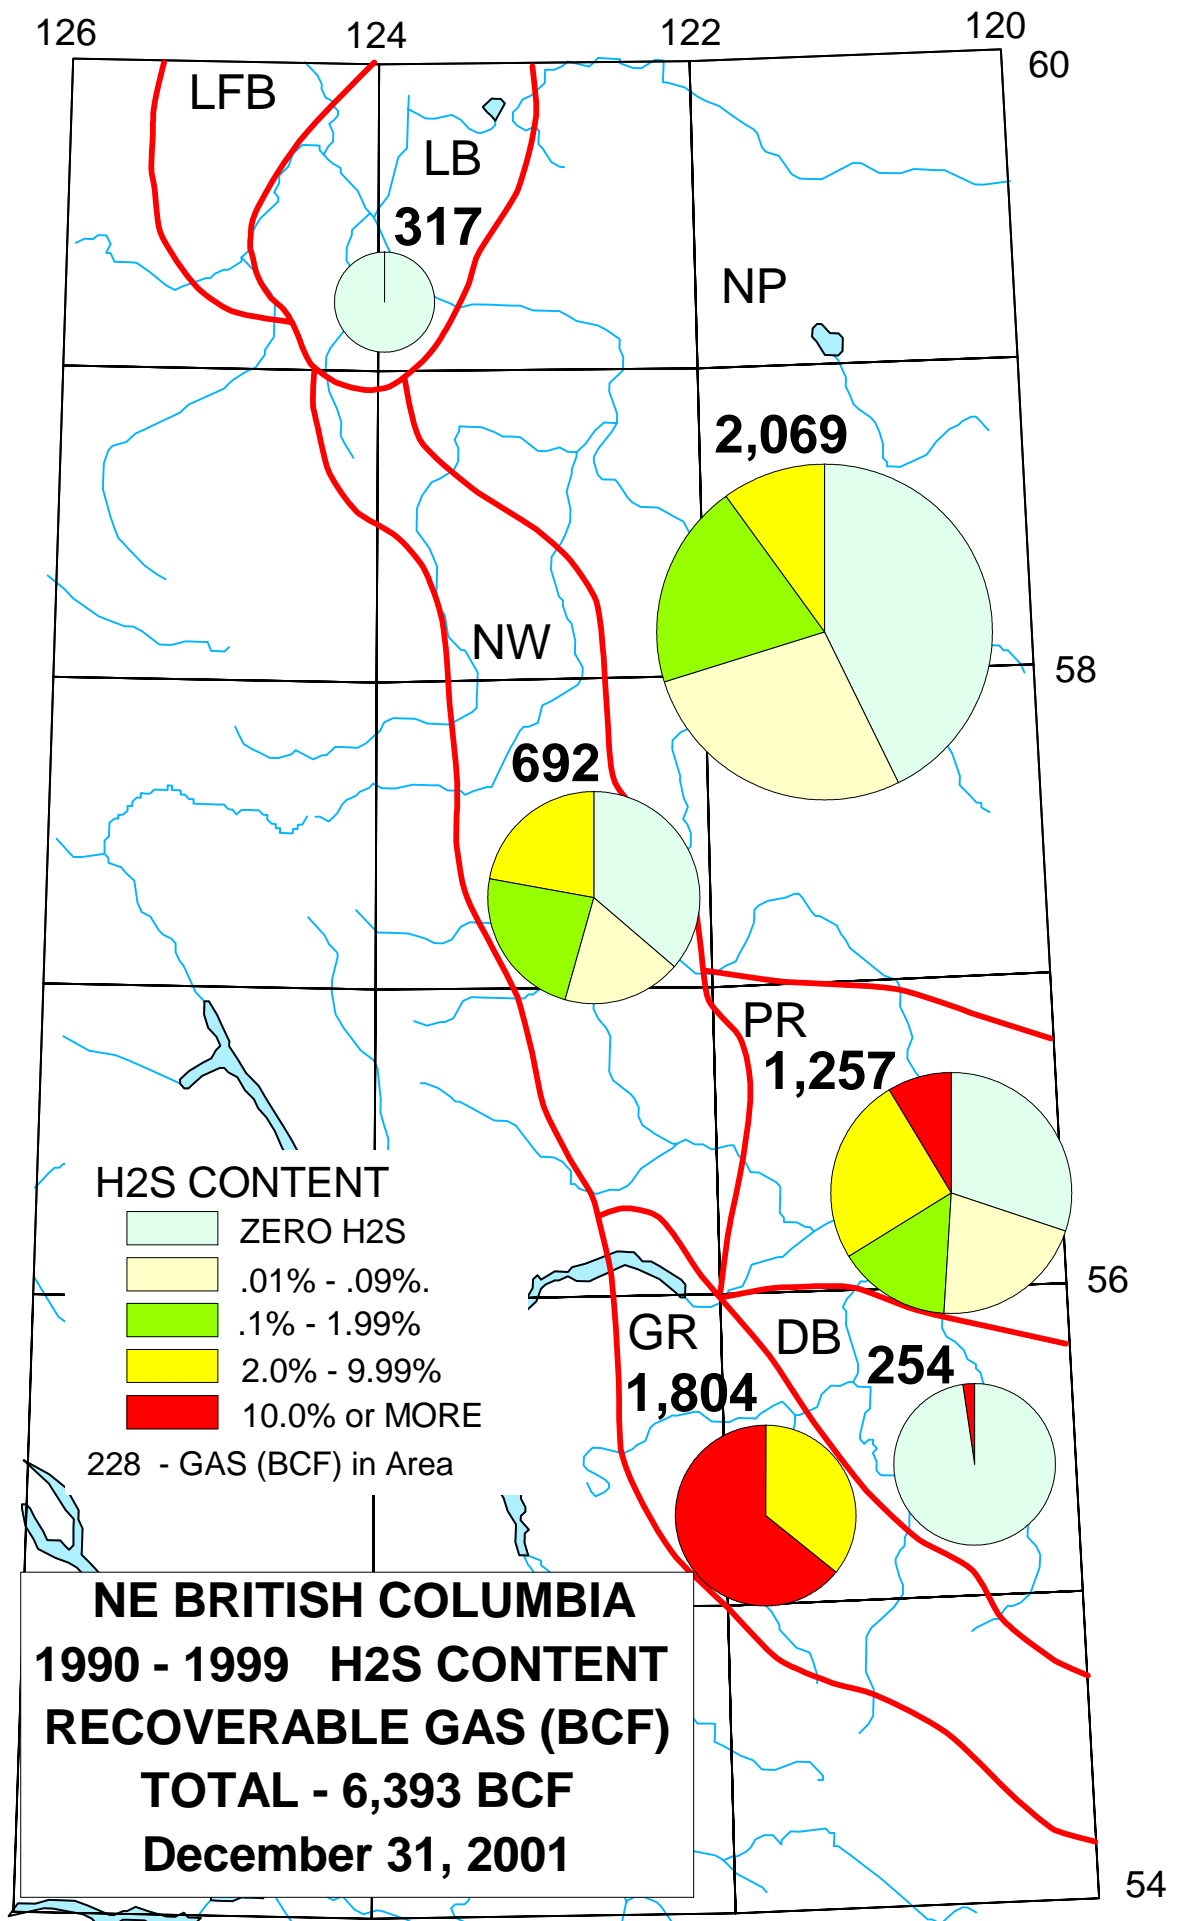 126
124
122
120
60
LFB
LB
317
NP
2,069
NW
58
692
PR
1,257
H2S CONTENT
ZERO H2S
.01% - .09%.
.1% - 1.99%
2.0% - 9.99%
10.0% or MORE
228 - GAS (BCF) in Area
56
GR
DB
1,804
254
NE BRITISH COLUMBIA
1990 - 1999 H2S CONTENT
RECOVERABLE GAS (BCF)
TOTAL - 6,393 BCF
December 31, 2001
54